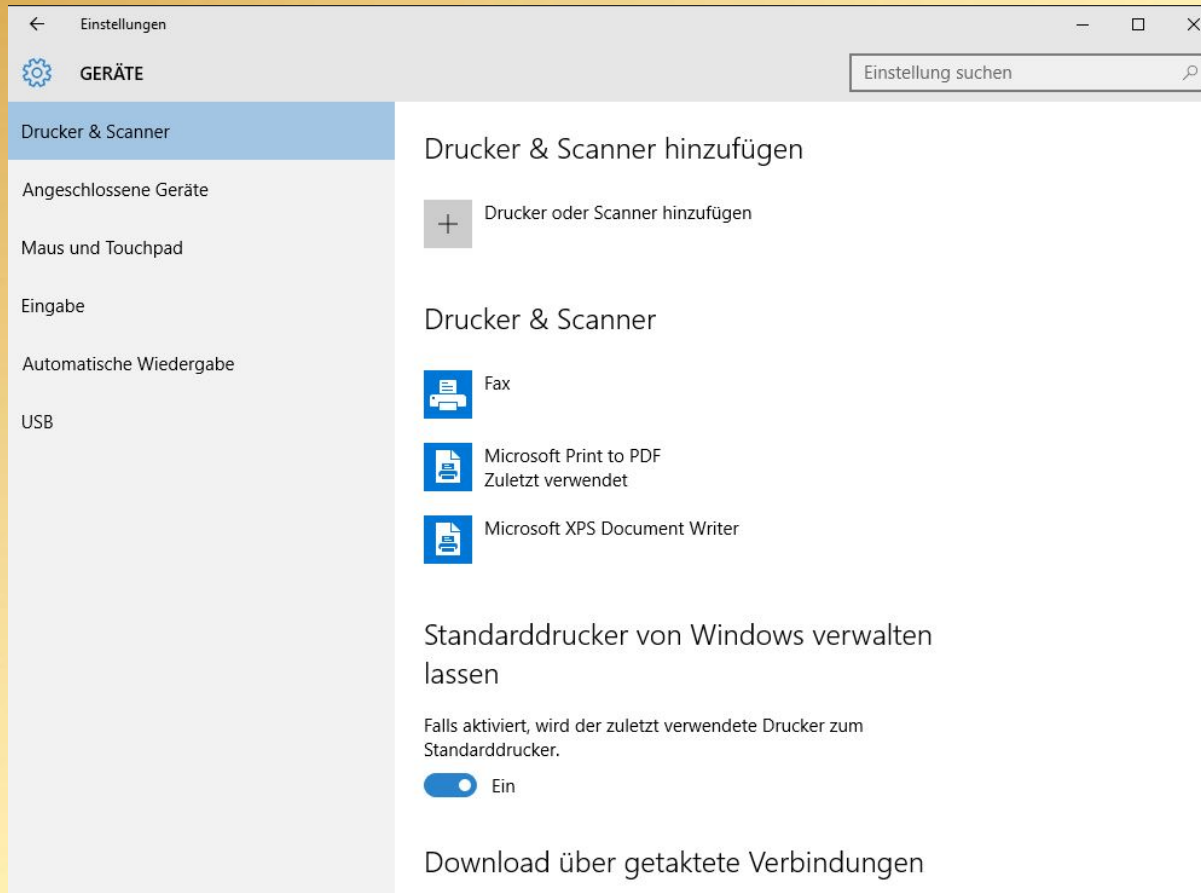 Einstellungen
GERÄTE
Einstellung suchen
Drucker & Scanner
Angeschlossene Geräte
Maus und Touchpad
Eingabe
Automatische Wiedergabe
USB
Drucker & Scanner hinzufügen
Drucker oder Scanner hinzufügen
Drucker & Scanner
Fax
Microsoft Print to PDF
Zuletzt verwendet
Microsoft XPS Document Writer
Standarddrucker von Windows verwalten
lassen
Falls aktiviert, wird der zuletzt verwendete Drucker zum
Standarddrucker.
Ein
Download über getaktete Verbindungen